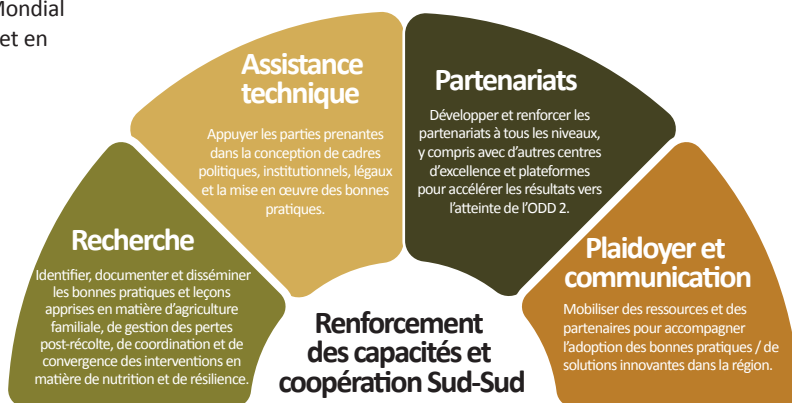 Mondial
et en
Assistance
technique
Appuyer les parties prenantes
dans la conception de cadres
politiques, institutionnels, légaux
et la mise en œuvre des bonnes
pratiques.
Partenariats
Développer et renforcer les
partenariats à tous les niveaux,
y compris avec d'autres centres
d'excellence et plateformes
pour accélérer les résultats vers
l'atteinte de l'ODD 2.
Recherche
Identifier, documenter et disséminer
les bonnes pratiques et leçons
apprises en matière d'agriculture
familiale, de gestion des pertes
post-récolte, de coordination et de
convergence des interventions en
matière de nutrition et de résilience.
Plaidoyer et
communication
Mobiliser des ressources et des
partenaires pour accompagner
l'adoption des bonnes pratiques / de
solutions innovantes dans la région.
Renforcement
des capacités et
coopération Sud-Sud